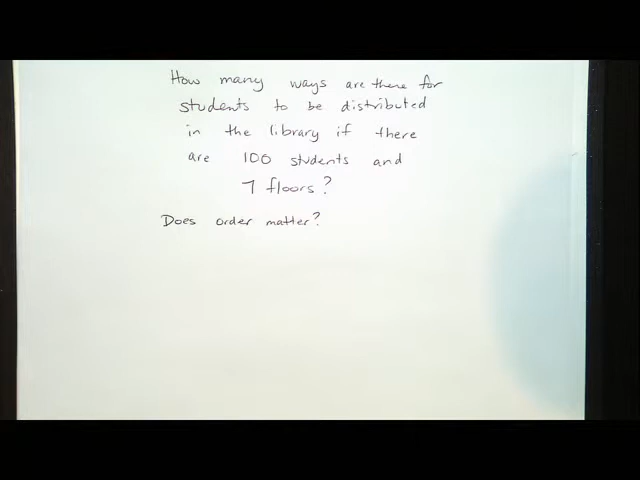 How many ways are there for
students to be distributed
in the library if there
are 100 students and
7 floors?
Does order matter?